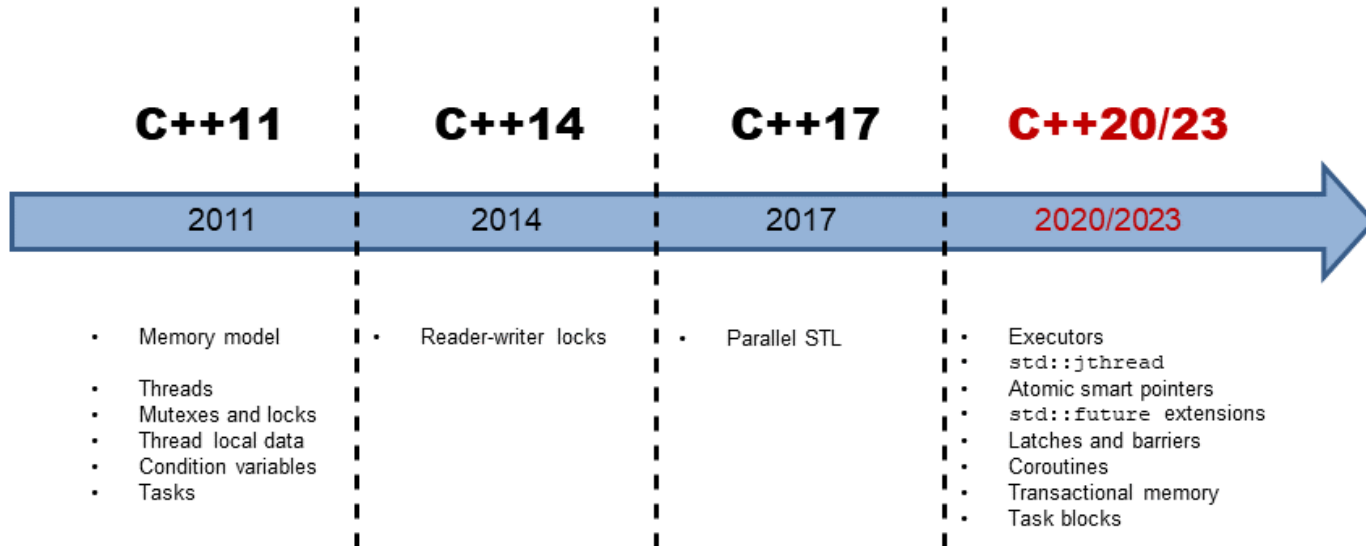 C++11
C++14
C++17
C++20/23
2011
2014
2017
2020/2023
• Memory model
• Threads
• Mutexes and locks
• Thread local data
• Condition variables
• Tasks
• Reader-writer locks
• Parallel STL
• Executors
• std::jthread
• Atomic smart pointers
• std::future extensions
• Latches and barriers
• Coroutines
• Transactional memory
• Task blocks